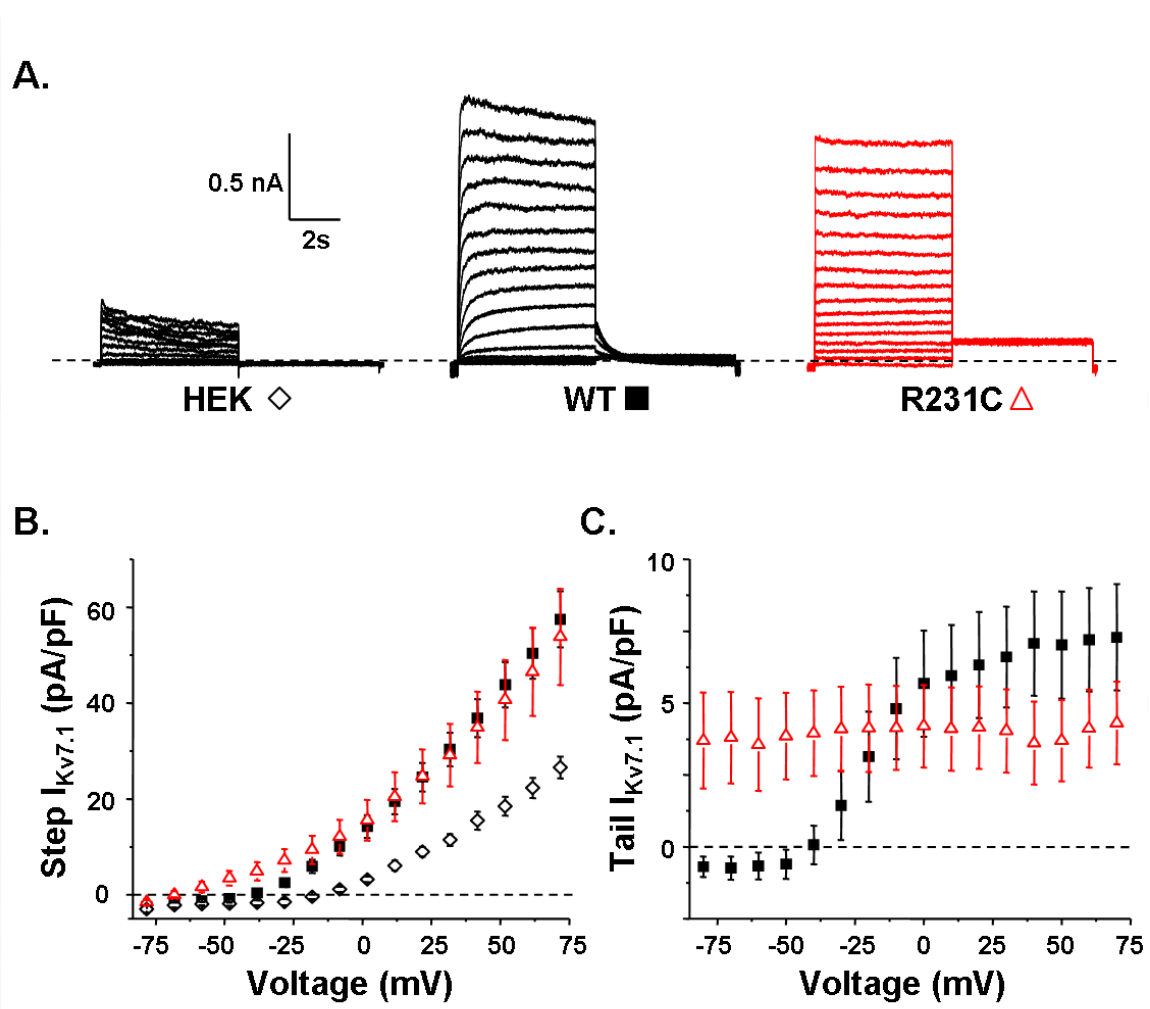 A.
0.5 nA
2s
HEK ◇ WT ■ R231C △
B.
Step I_Kv7.1 (pA/pF)
60
40
20
0
-75 -50 -25 0 25 50 75
Voltage (mV)
C.
Tail I_Kv7.1 (pA/pF)
10
5
0
-75 -50 -25 0 25 50 75
Voltage (mV)